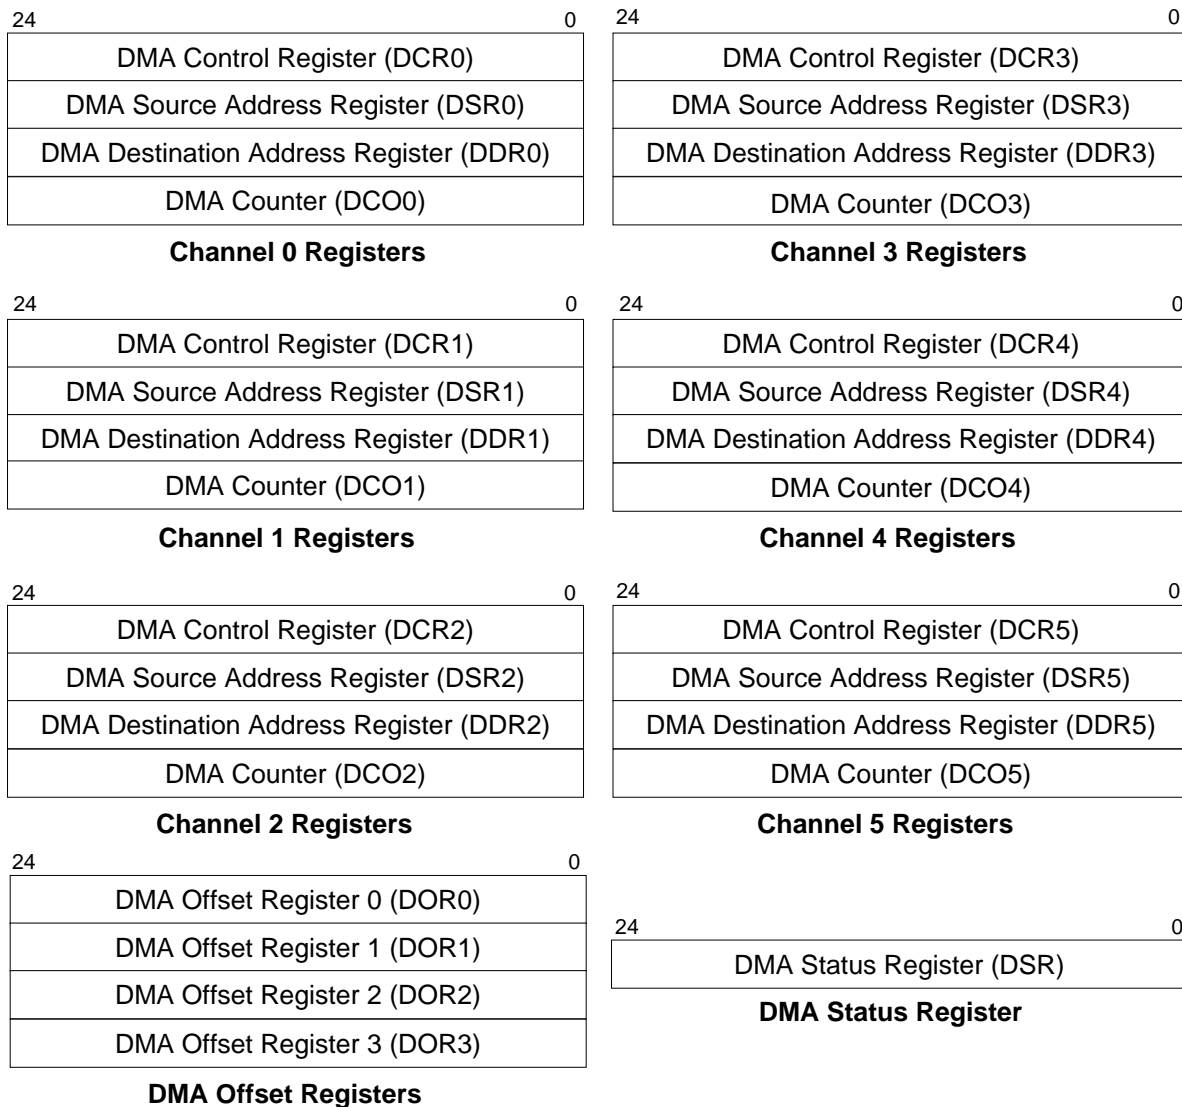 24 0
DMA Control Register (DCR0)
DMA Source Address Register (DSR0)
DMA Destination Address Register (DDR0)
DMA Counter (DCO0)
Channel 0 Registers
24 0
DMA Control Register (DCR3)
DMA Source Address Register (DSR3)
DMA Destination Address Register (DDR3)
DMA Counter (DCO3)
Channel 3 Registers
24 0
DMA Control Register (DCR1)
DMA Source Address Register (DSR1)
DMA Destination Address Register (DDR1)
DMA Counter (DCO1)
Channel 1 Registers
24 0
DMA Control Register (DCR4)
DMA Source Address Register (DSR4)
DMA Destination Address Register (DDR4)
DMA Counter (DCO4)
Channel 4 Registers
24 0
DMA Control Register (DCR2)
DMA Source Address Register (DSR2)
DMA Destination Address Register (DDR2)
DMA Counter (DCO2)
Channel 2 Registers
24 0
DMA Control Register (DCR5)
DMA Source Address Register (DSR5)
DMA Destination Address Register (DDR5)
DMA Counter (DCO5)
Channel 5 Registers
24 0
DMA Offset Register 0 (DOR0)
DMA Offset Register 1 (DOR1)
DMA Offset Register 2 (DOR2)
DMA Offset Register 3 (DOR3)
DMA Offset Registers
24 0
DMA Status Register (DSR)
DMA Status Register